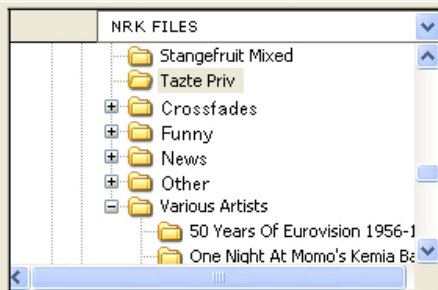 NRK FILES
Stangefruit Mixed
Tazte Priv
Crossfades
Funny
News
Other
Various Artists
50 Years Of Eurovision 1956-1
One Night At Momo's Kemia Ba